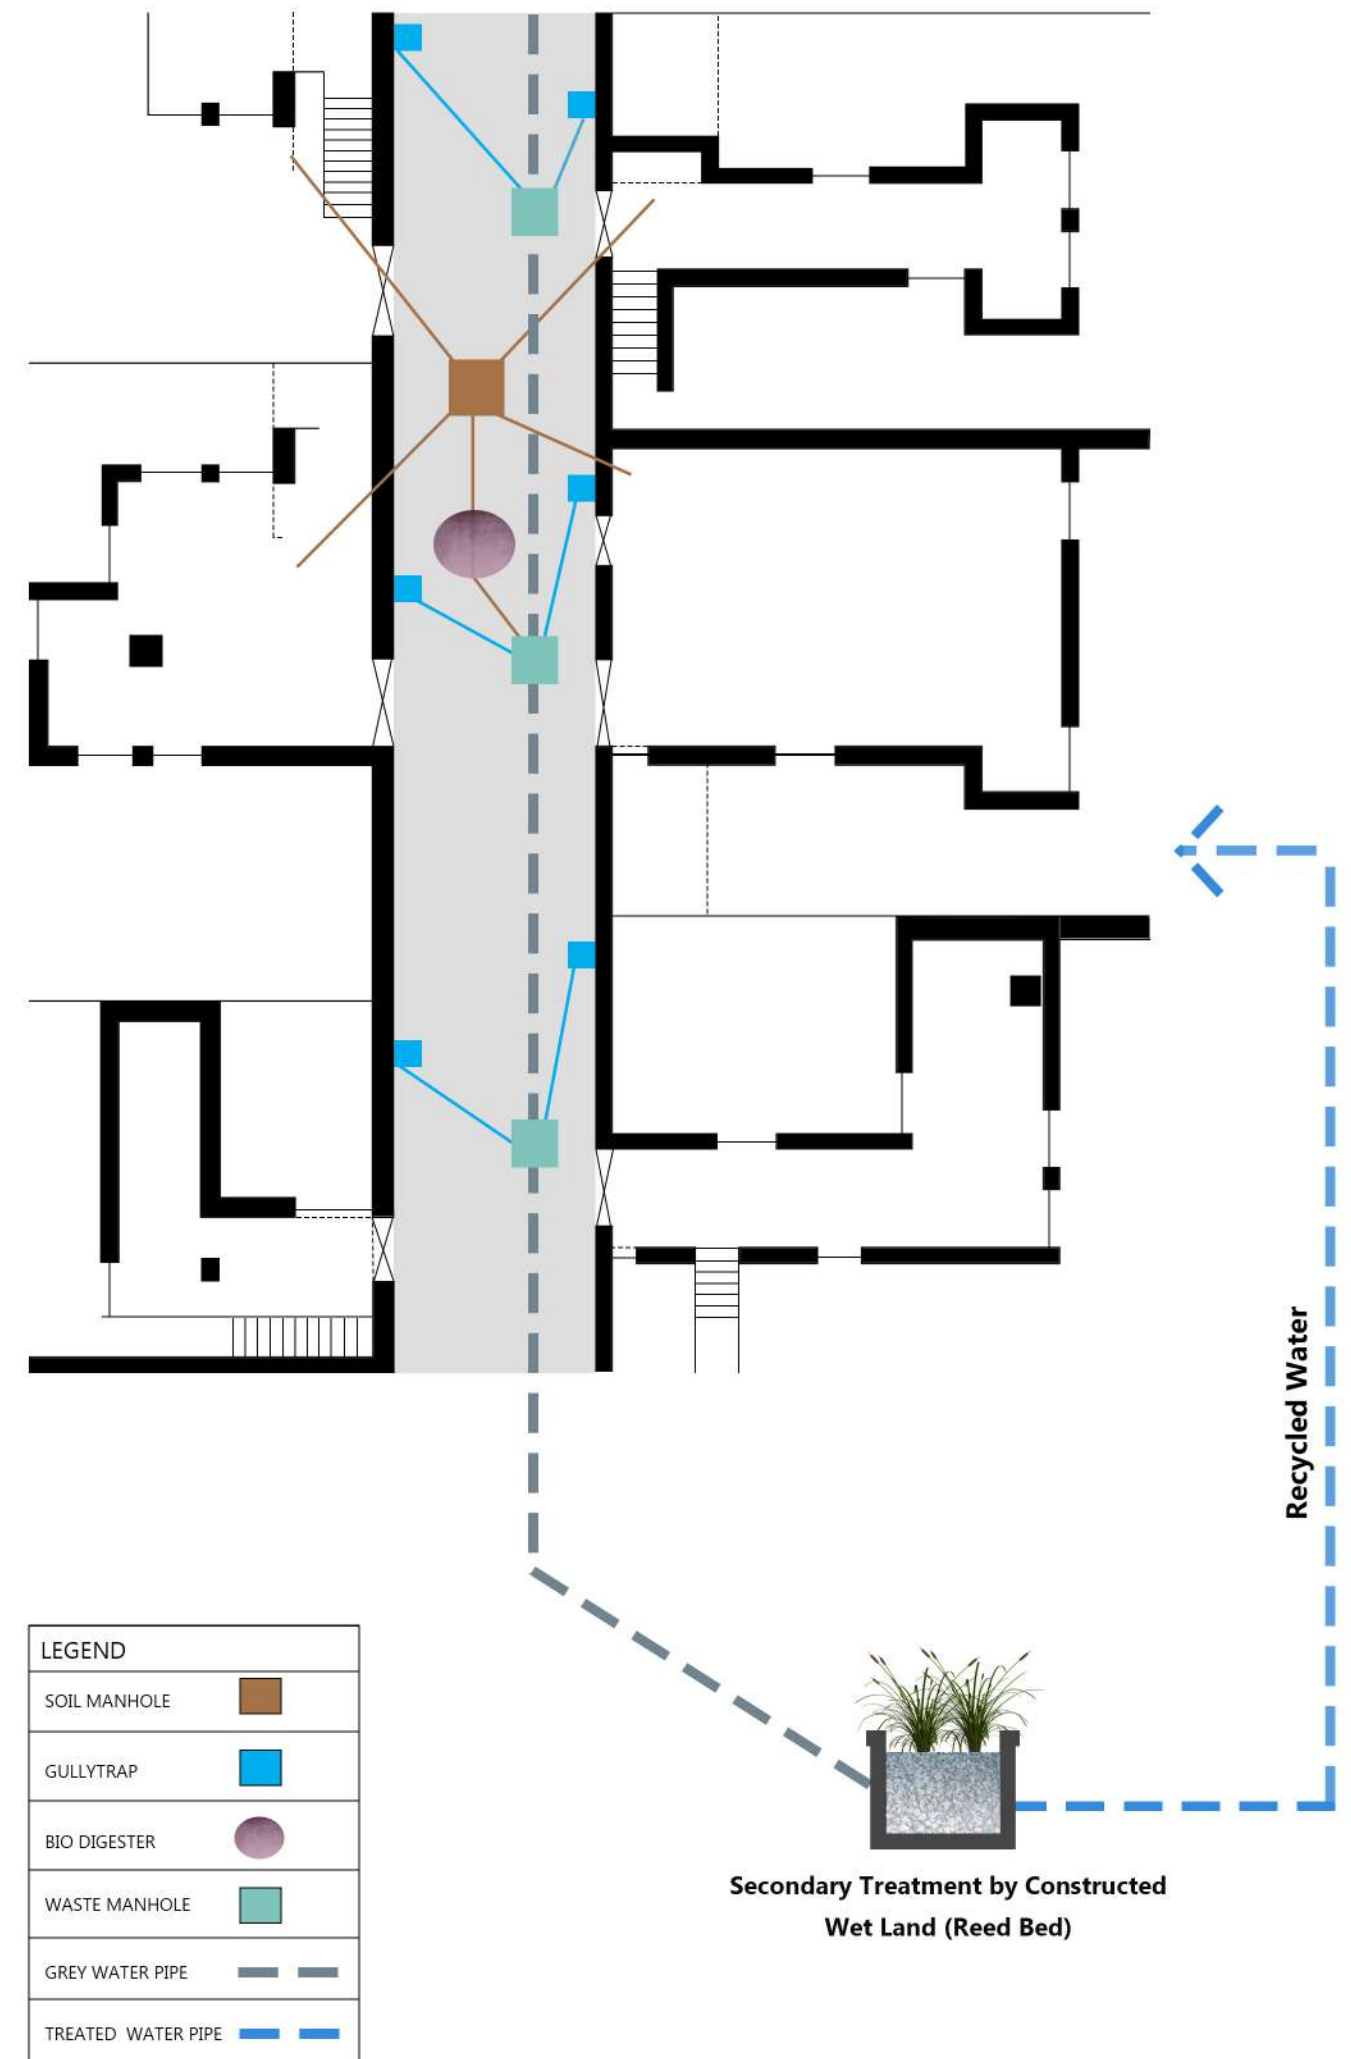 Recycled Water
LEGEND
SOIL MANHOLE
GULLYTRAP
BIO DIGESTER
WASTE MANHOLE
GREY WATER PIPE
TREATED WATER PIPE
Secondary Treatment by Constructed
Wet Land (Reed Bed)